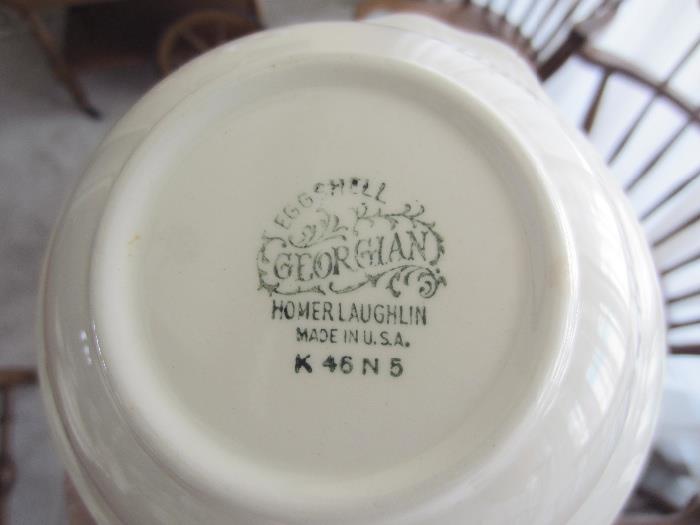 EGGSHELL
GEORGIAN
HOMER LAUGHLIN
MADE IN U.S.A.
K 46 N 5